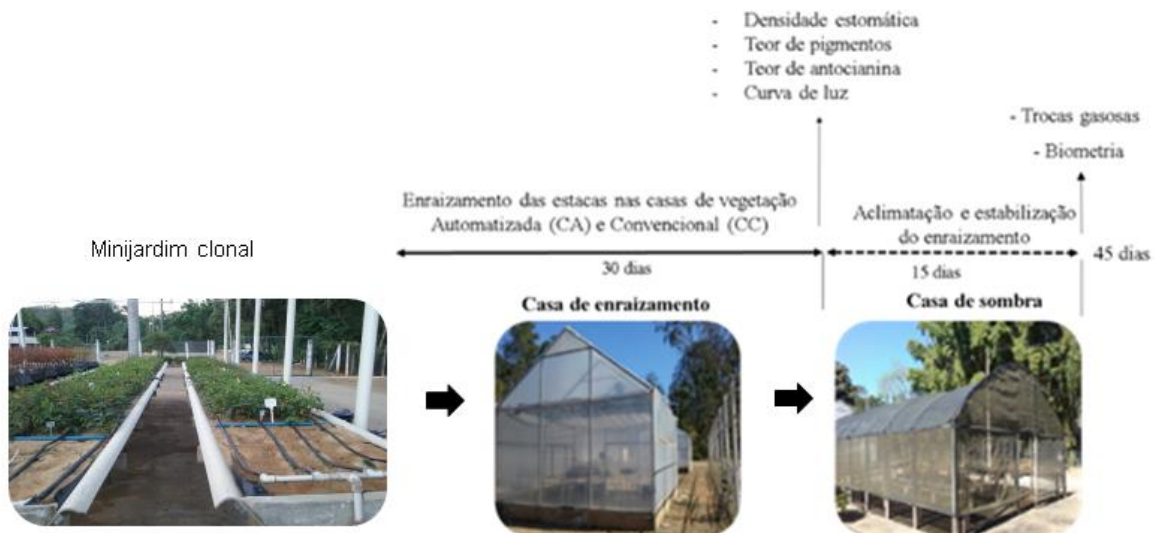 - Densidade estomática
- Teor de pigmentos
- Teor de antocianina
- Curva de luz
- Trocas gasosas
- Biometria
Enraizamento das estacas nas casas de vegetação
Automatizada (CA) e Convencional (CC)
Aclimatação e estabilização
do enraizamento
Minijardim clonal
30 dias
15 dias
45 dias
Casa de enraizamento
Casa de sombra